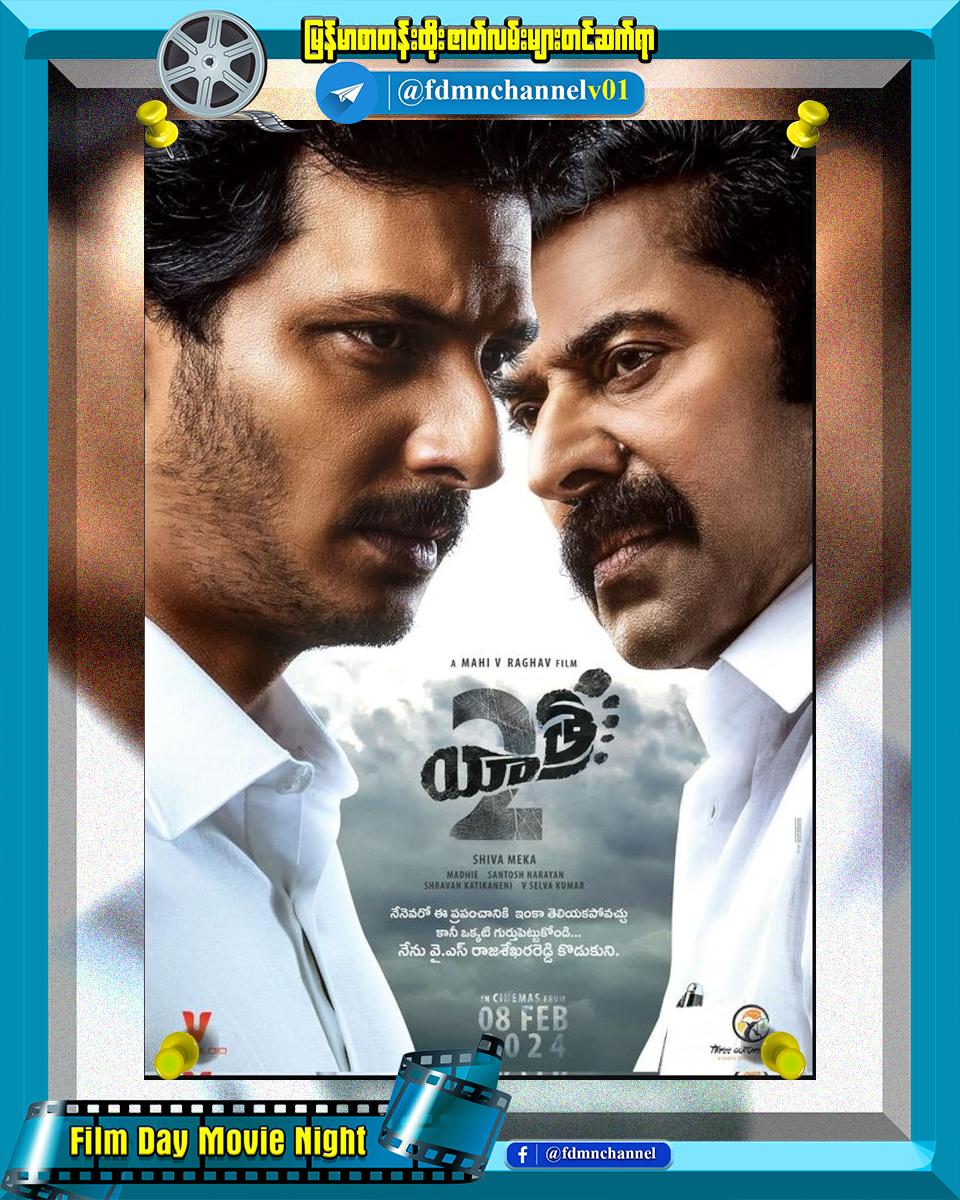 မြန်မာစာတန်းထိုးဇာတ်လမ်းများတင်ဆက်ရာ
@fdmnchannelv01
A MAHI V RAGHAV FILM
యాత్ర 2
SHIVA MEKA
MADHIE SANTOSH NARAYAN
SHRAVAN KATIKANENI V SELVA KUMAR
నేనెవరో ఈ ప్రపంచానికి ఇంకా తెలియకపోవచ్చు
కానీ ఒక్కటి గుర్తుపెట్టుకోండి...
నేను వై.ఎస్ రాజశేఖరరెడ్డి కొడుకుని.
IN CINEMAS FROM
08 FEB
2024
Film Day Movie Night
@fdmnchannel